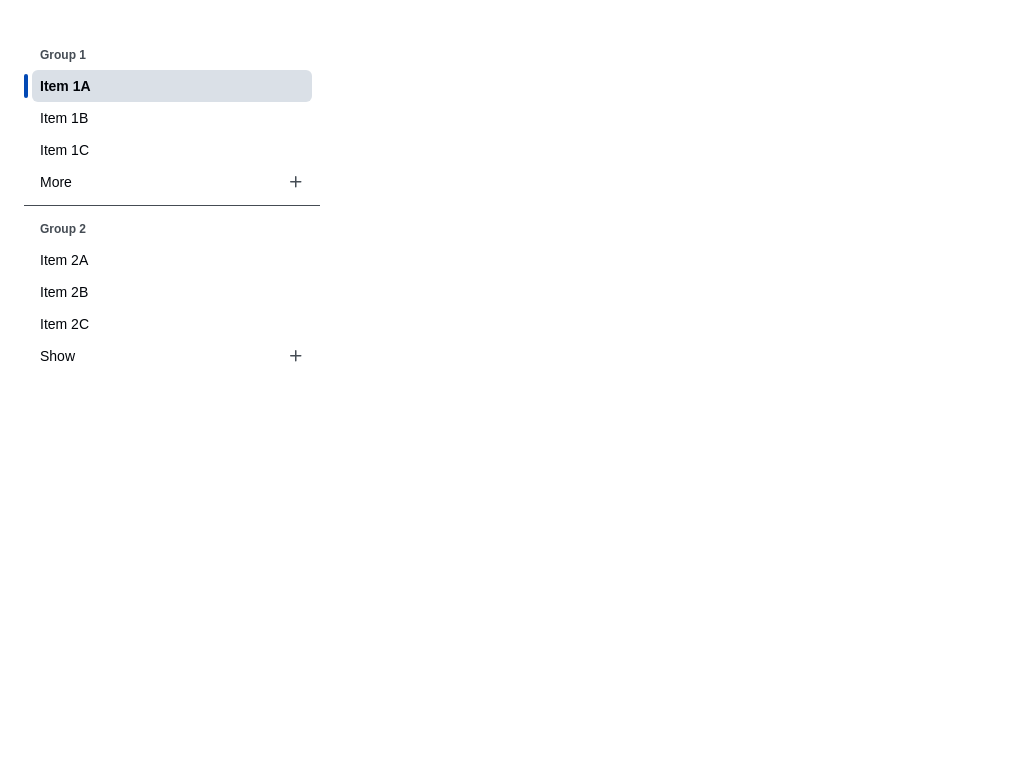 Group 1
Item 1A
Item 1B
Item 1C
More
Group 2
Item 2A
Item 2B
Item 2C
Show